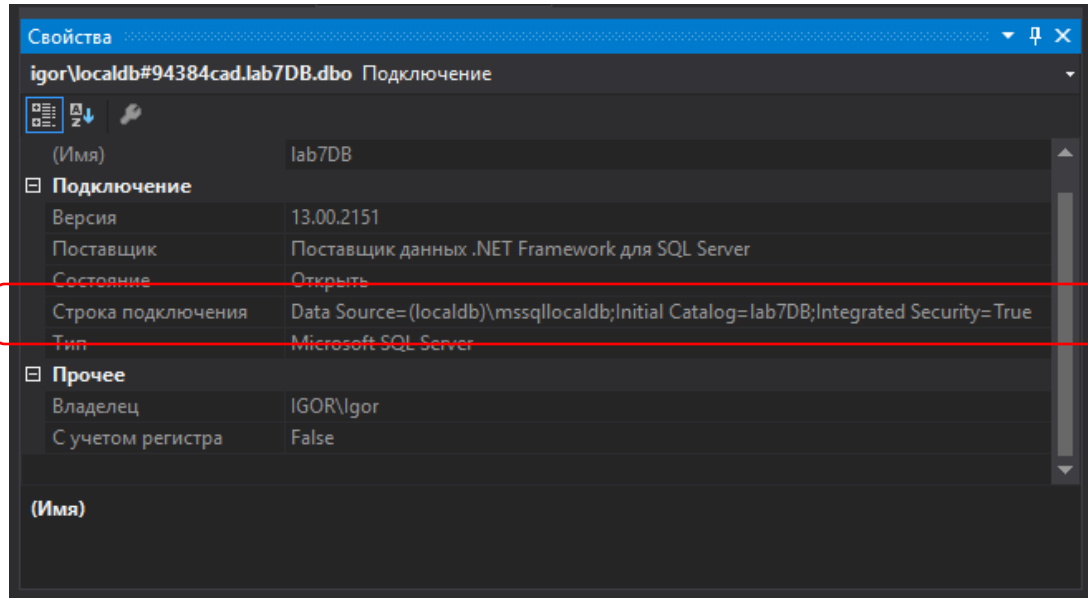 Свойства
igor\localdb#94384cad.lab7DB.dbo Подключение
(Имя) lab7DB
Подключение
Версия 13.00.2151
Поставщик Поставщик данных .NET Framework для SQL Server
Состояние Открыть
Строка подключения Data Source=(localdb)\mssqllocaldb;Initial Catalog=lab7DB;Integrated Security=True
Тип Microsoft SQL Server
Прочее
Владелец IGOR\Igor
С учетом регистра False
(Имя)